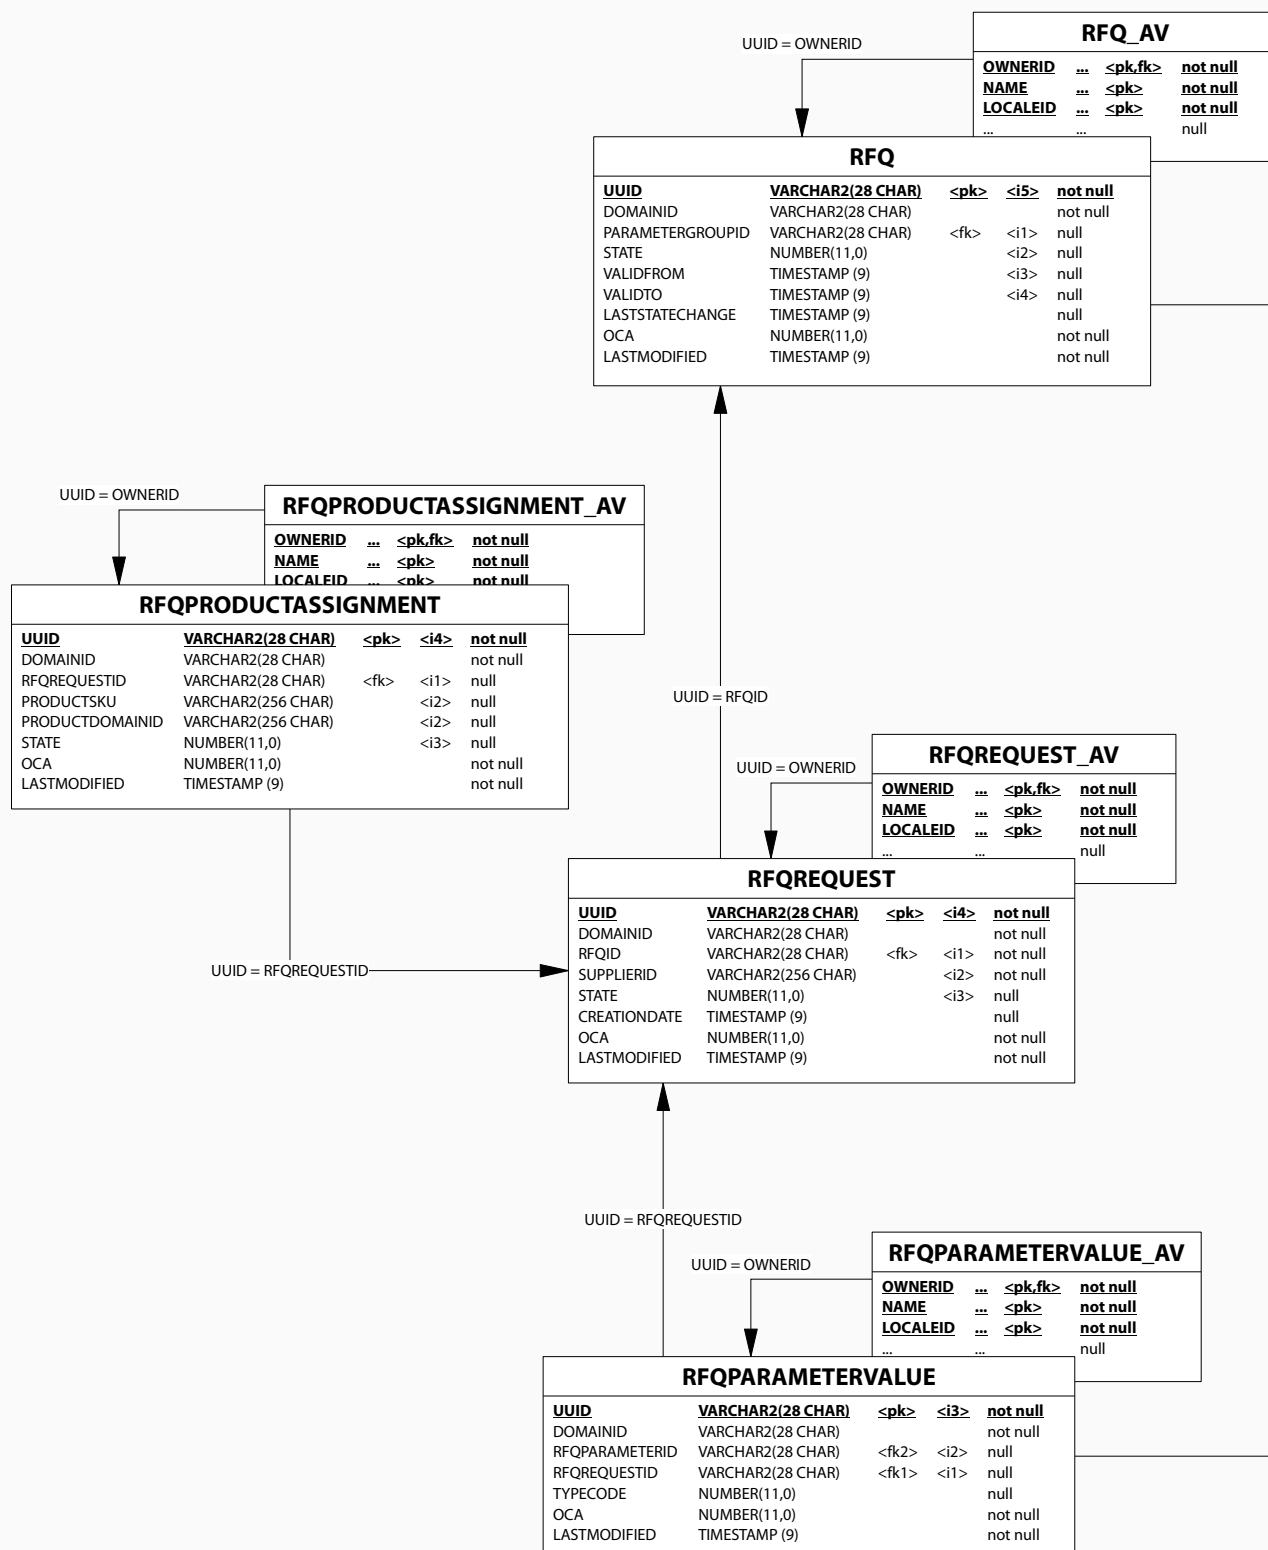 RFQ_AV
UUID = OWNERID
OWNERID ... <pk,fk> not null
NAME ... <pk> not null
LOCALEID ... <pk> not null
... ... null
RFQ
UUID VARCHAR2(28 CHAR) <pk> <i5> not null
DOMAINID VARCHAR2(28 CHAR) not null
PARAMETERGROUPID VARCHAR2(28 CHAR) <fk> <i1> null
STATE NUMBER(11,0) <i2> null
VALIDFROM TIMESTAMP (9) <i3> null
VALIDTO TIMESTAMP (9) <i4> null
LASTSTATECHANGE TIMESTAMP (9) null
OCA NUMBER(11,0) not null
LASTMODIFIED TIMESTAMP (9) not null
UUID = OWNERID
RFQPRODUCTASSIGNMENT_AV
OWNERID ... <pk,fk> not null
NAME ... <pk> not null
LOCALEID ... <pk> not null
RFQPRODUCTASSIGNMENT
UUID VARCHAR2(28 CHAR) <pk> <i4> not null
DOMAINID VARCHAR2(28 CHAR) not null
RFQREQUESTID VARCHAR2(28 CHAR) <fk> <i1> null
PRODUCTSKU VARCHAR2(256 CHAR) <i2> null
PRODUCTDOMAINID VARCHAR2(256 CHAR) <i2> null
STATE NUMBER(11,0) <i3> null
OCA NUMBER(11,0) not null
LASTMODIFIED TIMESTAMP (9) not null
UUID = RFQID
RFQREQUEST_AV
UUID = OWNERID
OWNERID ... <pk,fk> not null
NAME ... <pk> not null
LOCALEID ... <pk> not null
... ... null
RFQREQUEST
UUID VARCHAR2(28 CHAR) <pk> <i4> not null
DOMAINID VARCHAR2(28 CHAR) not null
RFQID VARCHAR2(28 CHAR) <fk> <i1> not null
SUPPLIERID VARCHAR2(256 CHAR) <i2> not null
STATE NUMBER(11,0) <i3> null
CREATIONDATE TIMESTAMP (9) null
OCA NUMBER(11,0) not null
LASTMODIFIED TIMESTAMP (9) not null
UUID = RFQREQUESTID
UUID = RFQREQUESTID
RFQPARAMETERVALUE_AV
UUID = OWNERID
OWNERID ... <pk,fk> not null
NAME ... <pk> not null
LOCALEID ... <pk> not null
... ... null
RFQPARAMETERVALUE
UUID VARCHAR2(28 CHAR) <pk> <i3> not null
DOMAINID VARCHAR2(28 CHAR) not null
RFQPARAMETERID VARCHAR2(28 CHAR) <fk2> <i2> null
RFQREQUESTID VARCHAR2(28 CHAR) <fk1> <i1> null
TYPECODE NUMBER(11,0) null
OCA NUMBER(11,0) not null
LASTMODIFIED TIMESTAMP (9) not null